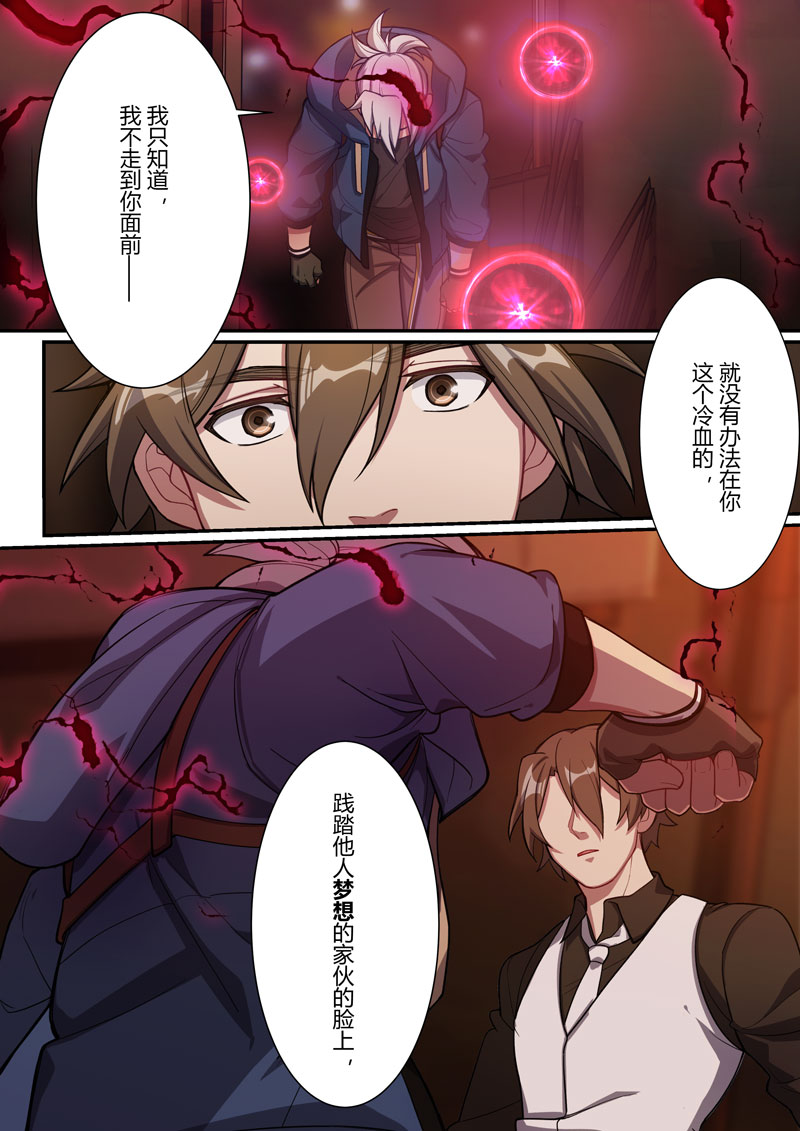 我只知道，
我不走到你面前——
就没有办法在你
这个冷血的，
践踏他人梦想的家伙的脸上，